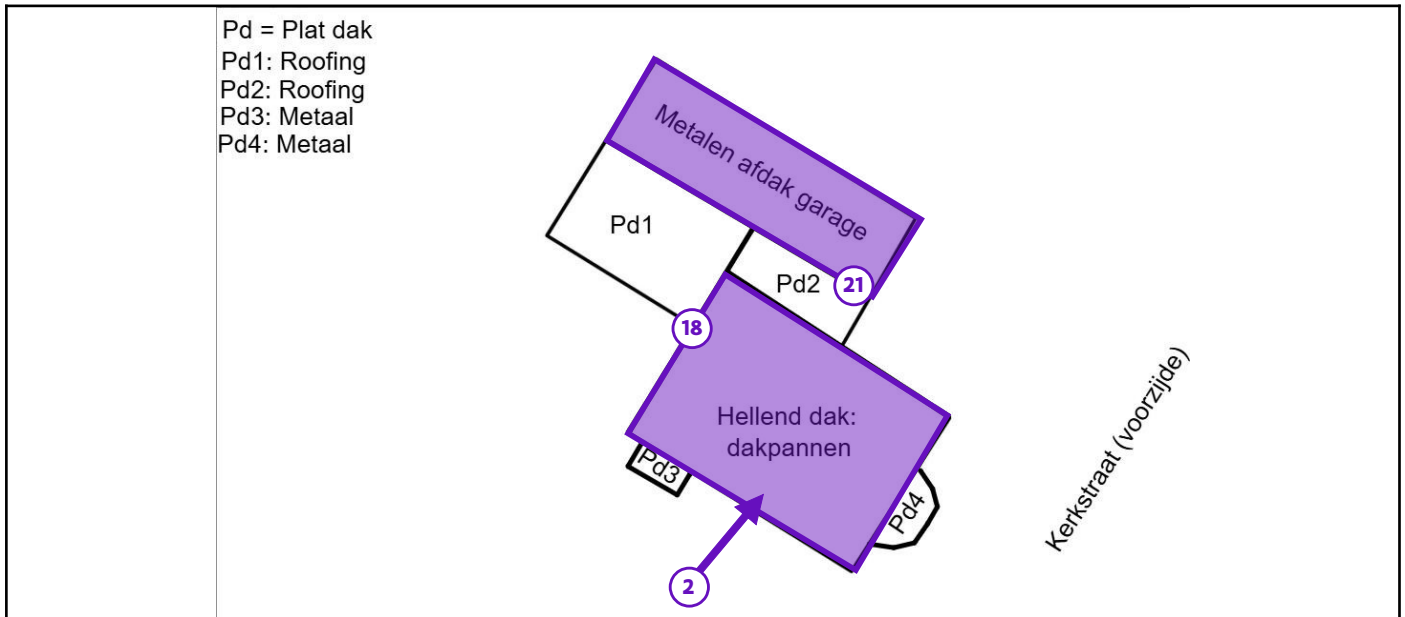 Pd = Plat dak
Pd1: Roofing
Pd2: Roofing
Pd3: Metaal
Pd4: Metaal
Metalen afdak garage
Pd1
Pd2
21
18
Hellend dak:
dakpannen
Pd3
Pd4
Kerkstraat (voorzijde)
2